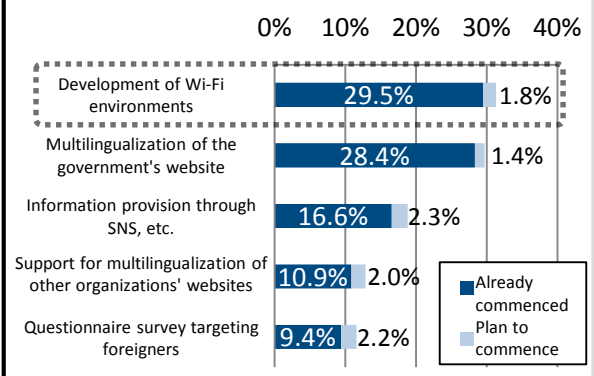 0% 10% 20% 30% 40%
Development of Wi-Fi
environments
29.5% 1.8%
Multilingualization of the
government's website
28.4% 1.4%
Information provision through
SNS, etc.
16.6% 2.3%
Support for multilingualization of
other organizations' websites
10.9% 2.0%
Questionnaire survey targeting
foreigners
9.4% 2.2%
Already
commenced
Plan to
commence